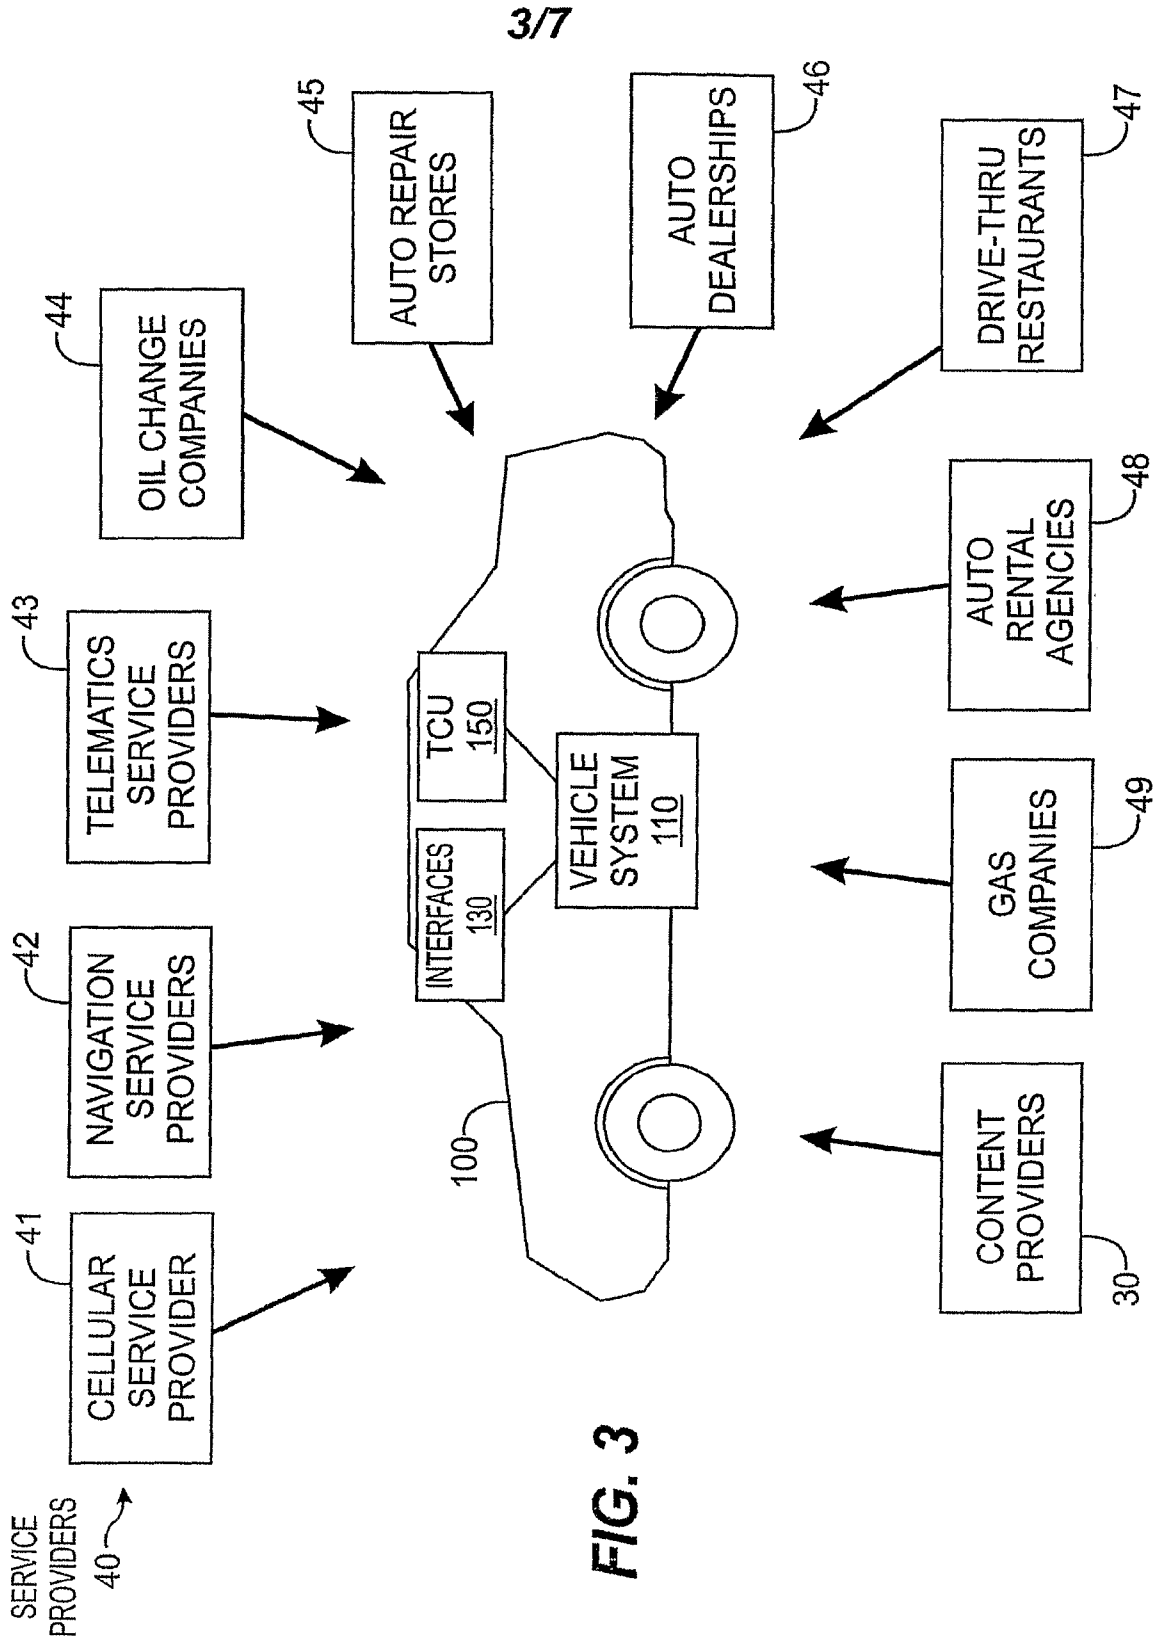 3/7
SERVICE
PROVIDERS
40
41
CELLULAR
SERVICE
PROVIDER
42
NAVIGATION
SERVICE
PROVIDERS
43
TELEMATICS
SERVICE
PROVIDERS
44
OIL CHANGE
COMPANIES
45
AUTO REPAIR
STORES
46
AUTO
DEALERSHIPS
47
DRIVE-THRU
RESTAURANTS
48
AUTO
RENTAL
AGENCIES
49
GAS
COMPANIES
30
CONTENT
PROVIDERS
100
INTERFACES
130
TCU
150
VEHICLE
SYSTEM
110
FIG. 3